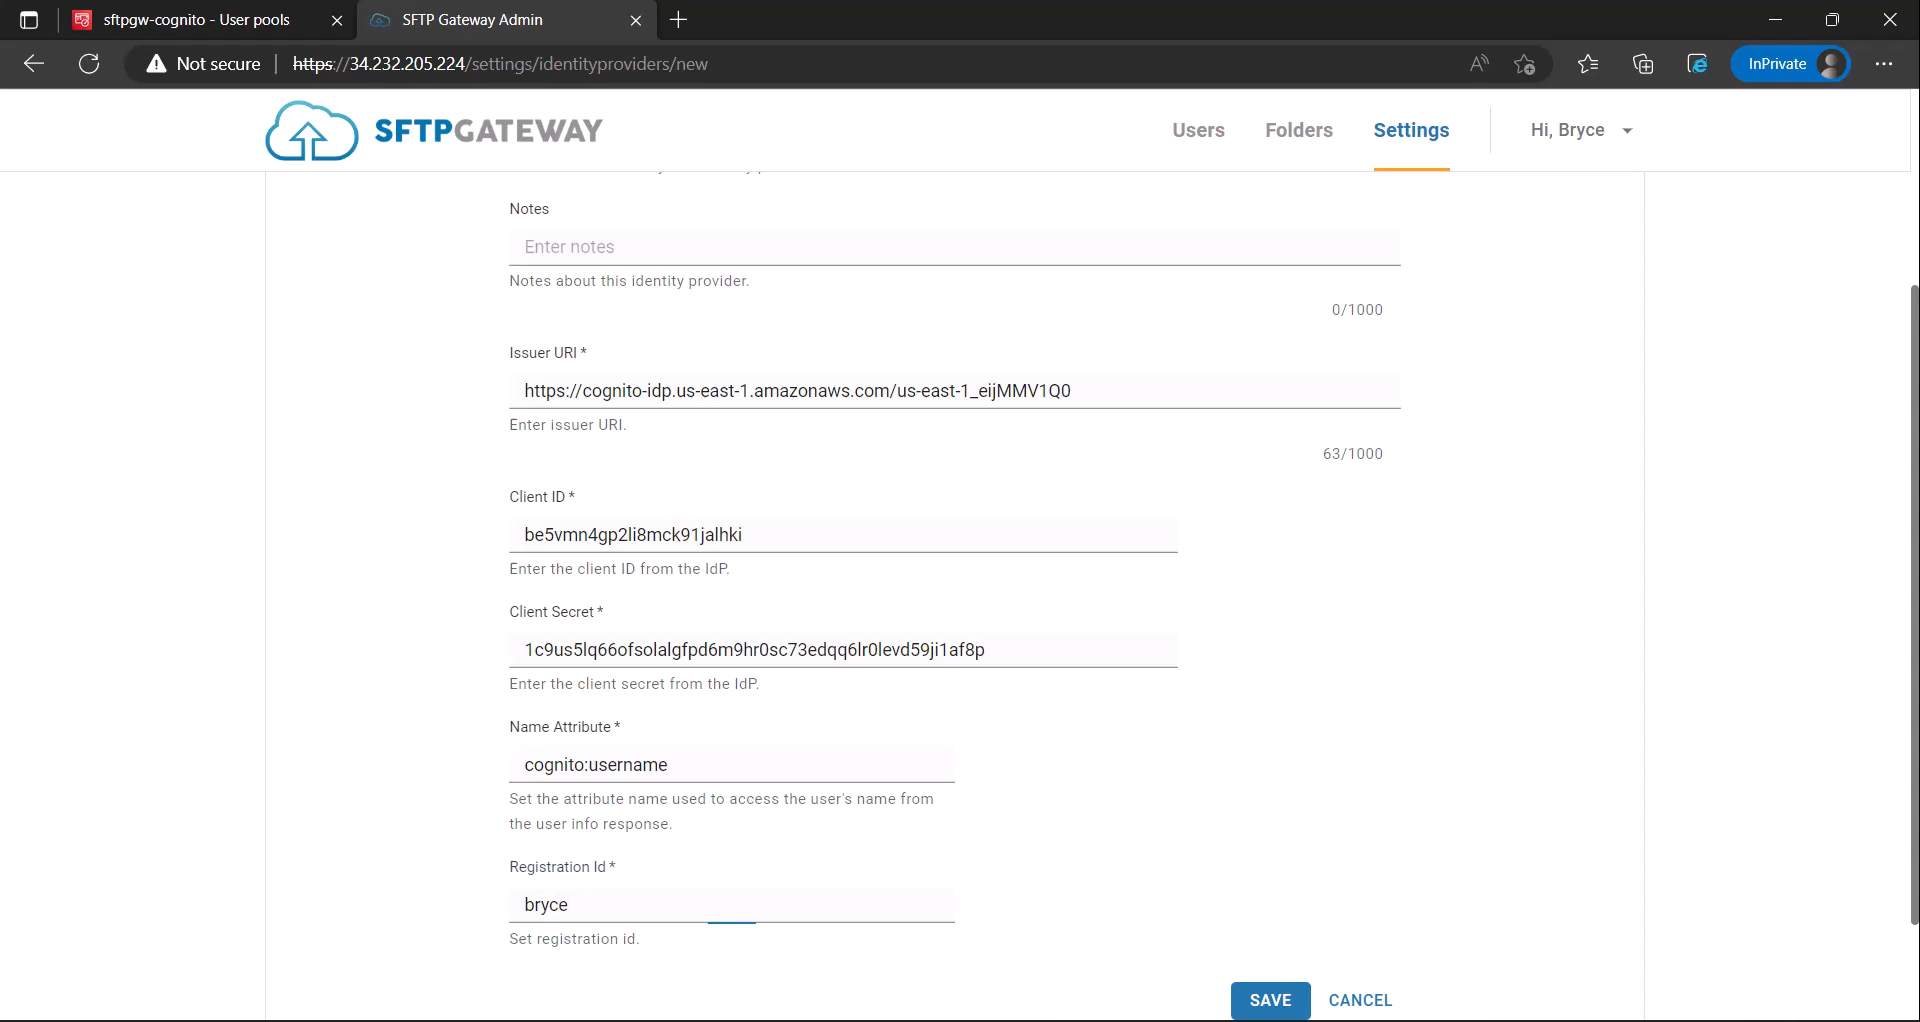 sftpgw-cognito - User pools
SFTP Gateway Admin
Not secure
https://34.232.205.224/settings/identityproviders/new
InPrivate
SFTPGATEWAY
Users
Folders
Settings
Hi, Bryce
Notes
Enter notes
Notes about this identity provider.
0/1000
Issuer URI *
https://cognito-idp.us-east-1.amazonaws.com/us-east-1_eijMMV1Q0
Enter issuer URI.
63/1000
Client ID *
be5vmn4gp2li8mck91jalhki
Enter the client ID from the IdP.
Client Secret *
1c9us5lq66ofsolalgfpd6m9hr0sc73edqq6lr0levd59ji1af8p
Enter the client secret from the IdP.
Name Attribute *
cognito:username
Set the attribute name used to access the user's name from
the user info response.
Registration Id *
bryce
Set registration id.
SAVE
CANCEL